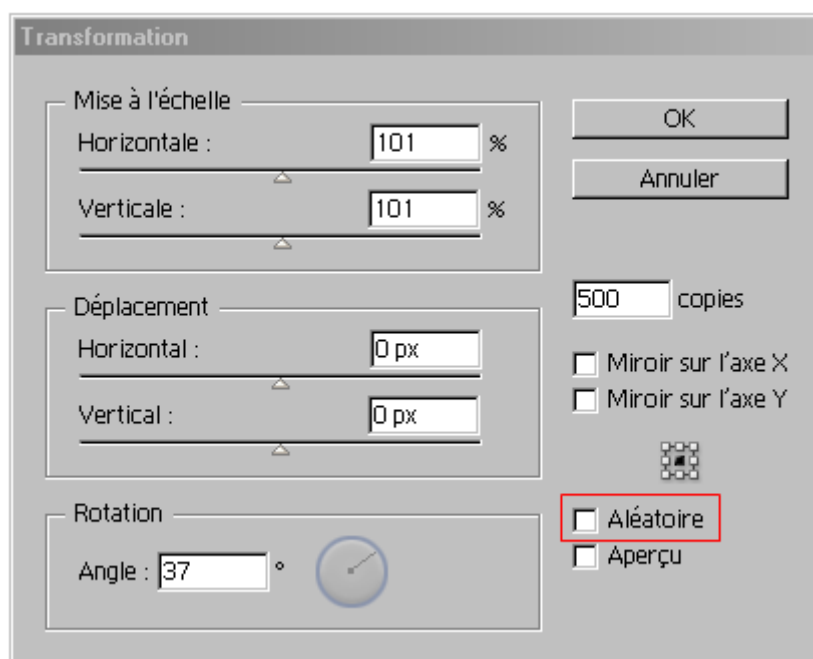 Transformation
Mise à l'échelle
Horizontale : 101 %
Verticale : 101 %
Déplacement
Horizontal : 0 px
Vertical : 0 px
Rotation
Angle : 37 °
OK
Annuler
500 copies
Miroir sur l'axe X
Miroir sur l'axe Y
Aléatoire
Aperçu